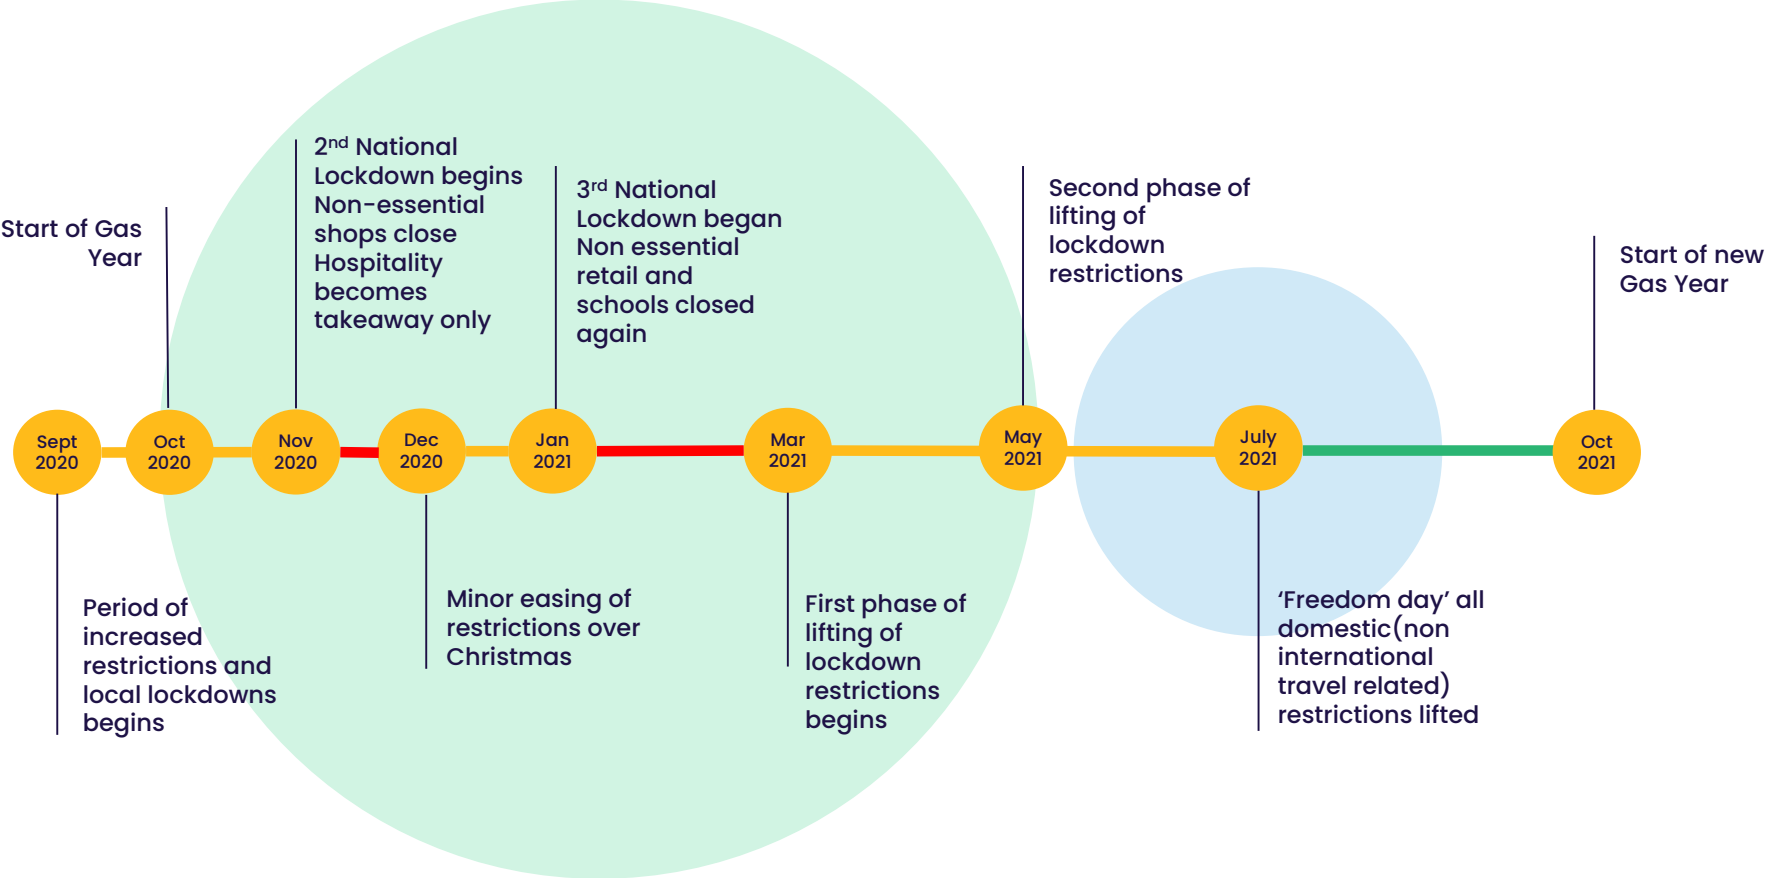 Start of Gas
Year
2nd National
Lockdown begins
Non-essential
shops close
Hospitality
becomes
takeaway only
3rd National
Lockdown began
Non essential
retail and
schools closed
again
Second phase of
lifting of
lockdown
restrictions
Start of new
Gas Year
Sept
2020
Oct
2020
Nov
2020
Dec
2020
Jan
2021
Mar
2021
May
2021
July
2021
Oct
2021
Period of
increased
restrictions and
local lockdowns
begins
Minor easing of
restrictions over
Christmas
First phase of
lifting of
lockdown
restrictions
begins
‘Freedom day’ all
domestic(non
international
travel related)
restrictions lifted